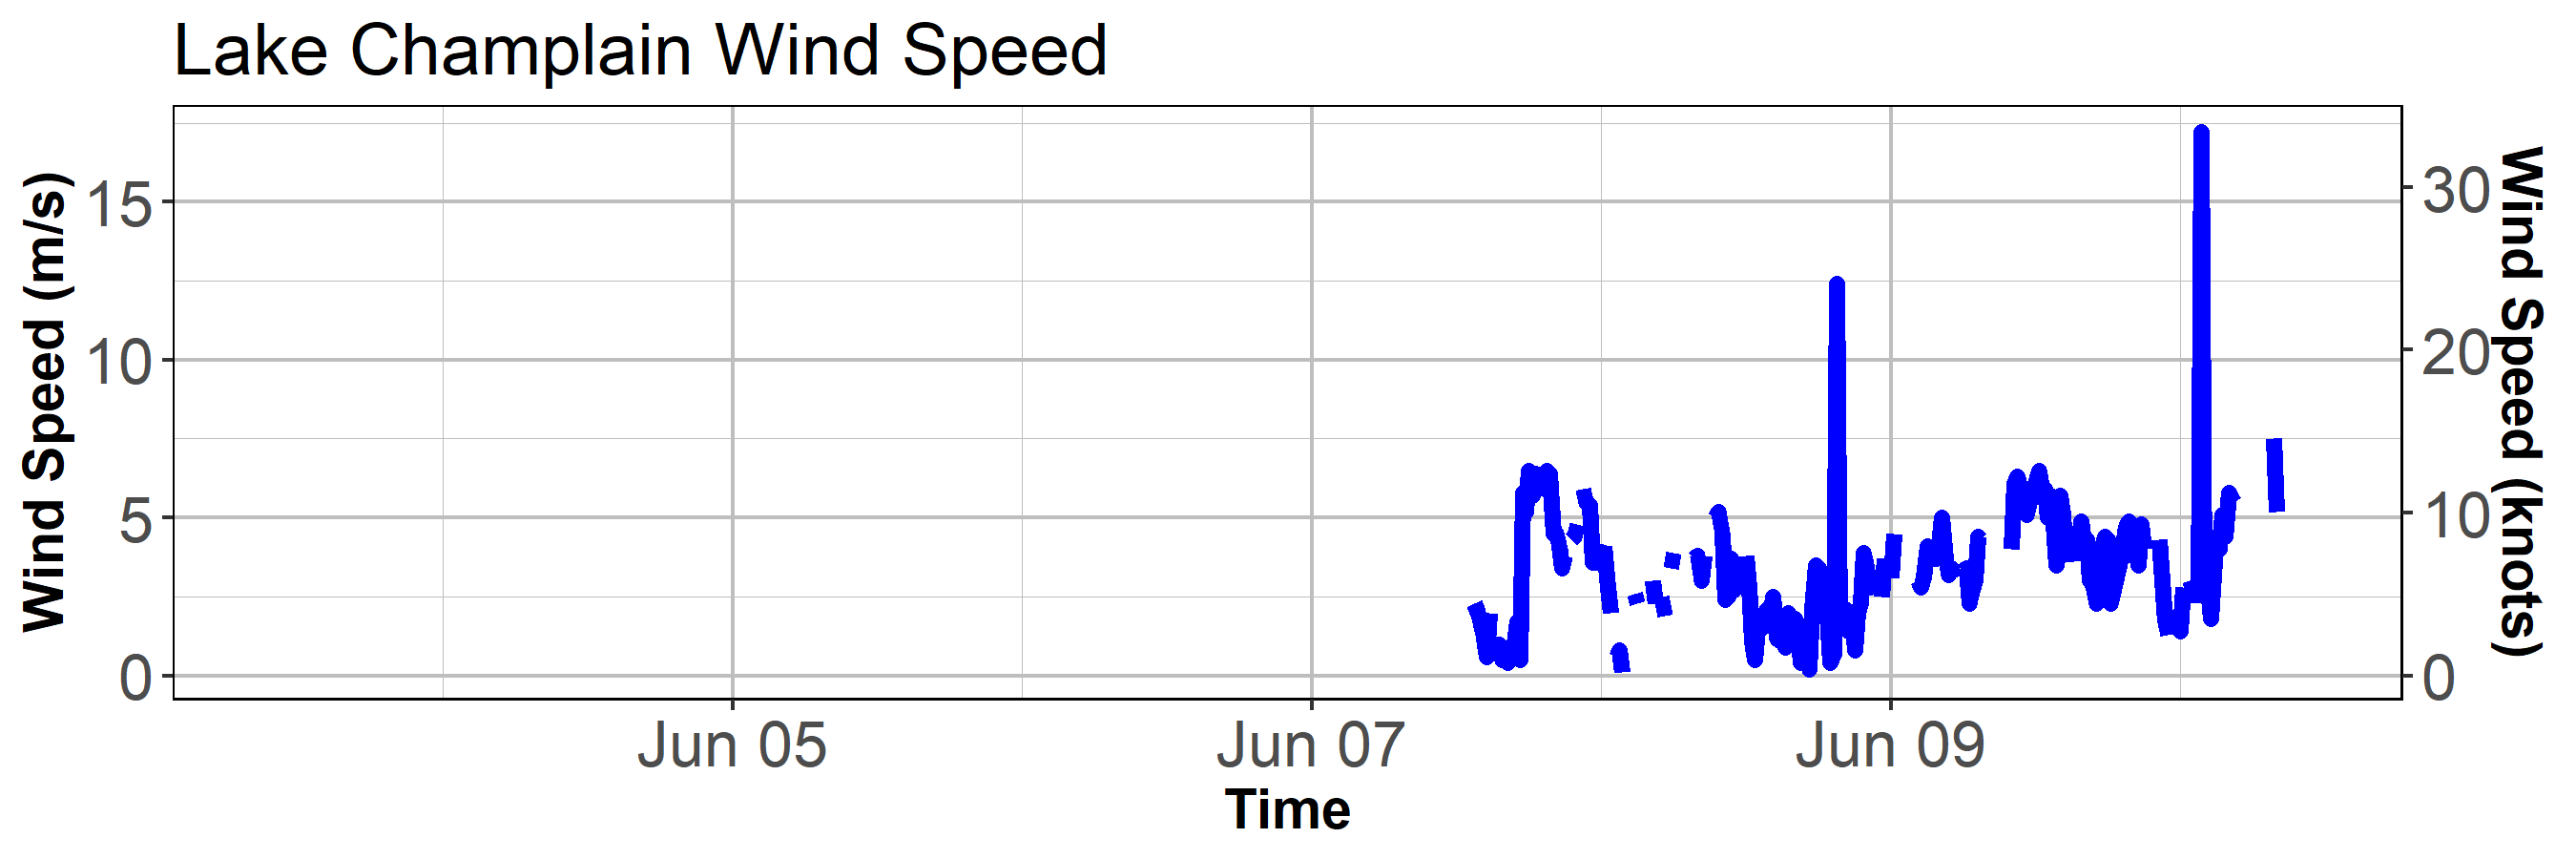 Lake Champlain Wind Speed
Wind Speed (m/s)
15
10
5
0
30
20
10
0
Wind Speed (knots)
Jun 05
Jun 07
Jun 09
Time